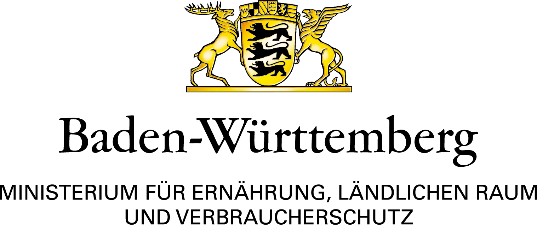 Baden-Württemberg
MINISTERIUM FÜR ERNÄHRUNG, LÄNDLICHEN RAUM
UND VERBRAUCHERSCHUTZ